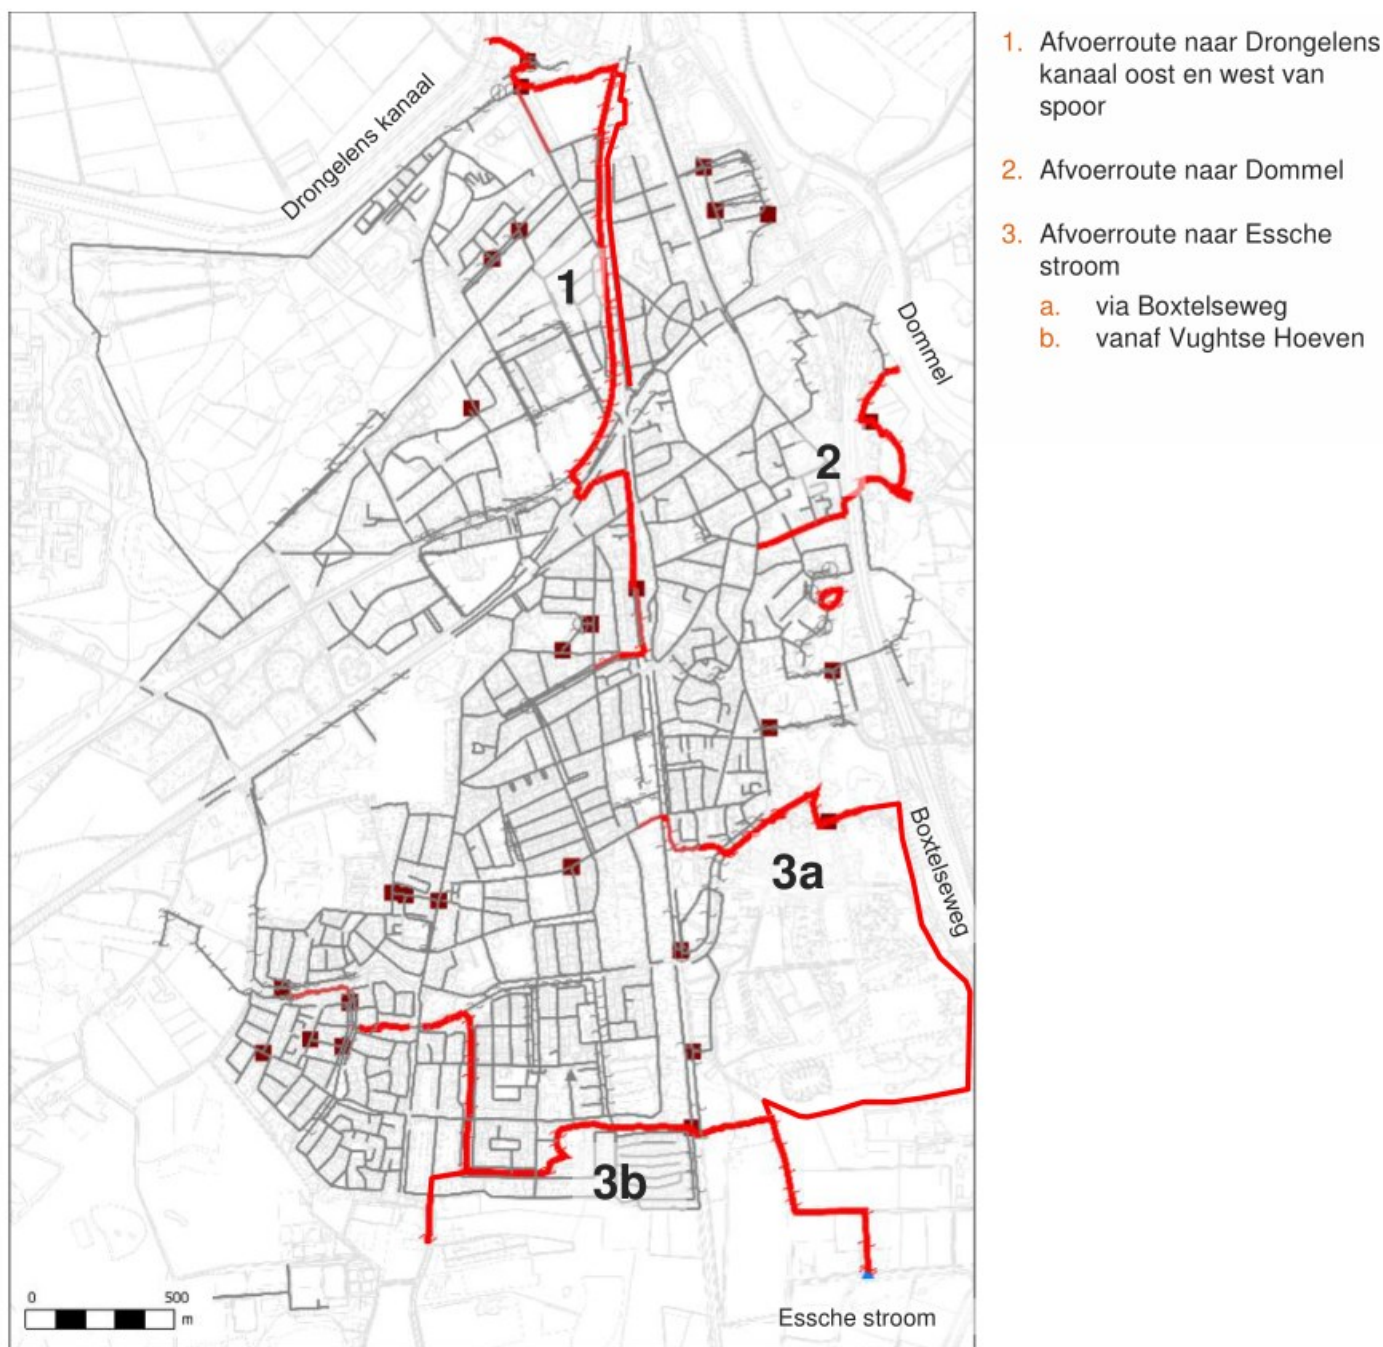 1. Afvoerroute naar Drongelens
kanaal oost en west van
spoor
2. Afvoerroute naar Dommel
3. Afvoerroute naar Essche
stroom
a. via Boxtelseweg
b. vanaf Vughtse Hoeven
Drongelens kanaal
1
Dommel
2
3a
Boxtelseweg
3b
0 500
m
Essche stroom